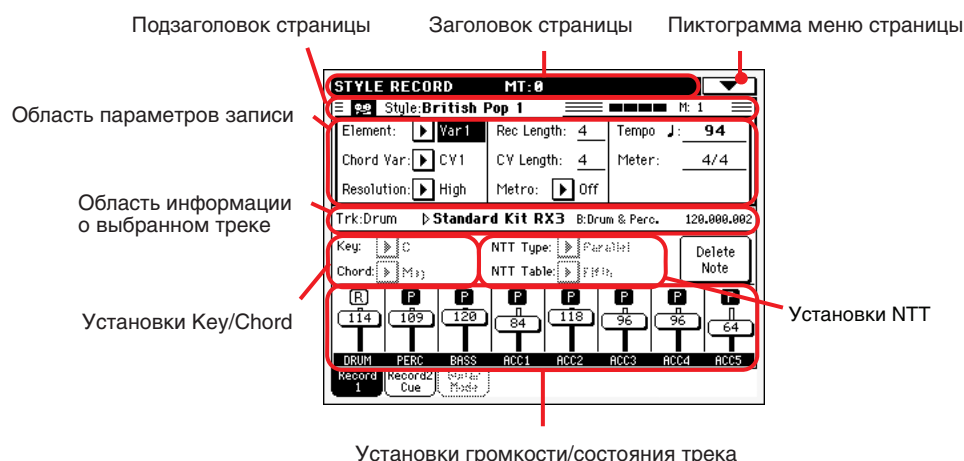 Подзаголовок страницы Заголовок страницы Пиктограмма меню страницы
STYLE RECORD MT:0
Style:British Pop 1 M: 1
Область параметров записи
Element: Var1 Rec Length: 4 Tempo ♩: 94
Chord Var: CV1 CV Length: 4 Meter: 4/4
Resolution: High Metro: Off
Область информации
о выбранном треке
Trk:Drum Standard Kit RX3 B:Drum & Perc. 120.000.002
Key: C NTT Type: Parallel Delete
Chord: Maj NTT Table: Fifth Note
Установки Key/Chord
Установки NTT
R P P P P P P P
114 109 120 84 118 96 96 64
DRUM PERC BASS ACC1 ACC2 ACC3 ACC4 ACC5
Record Record2 Guitar
1 Cue Mode
Установки громкости/состояния трека